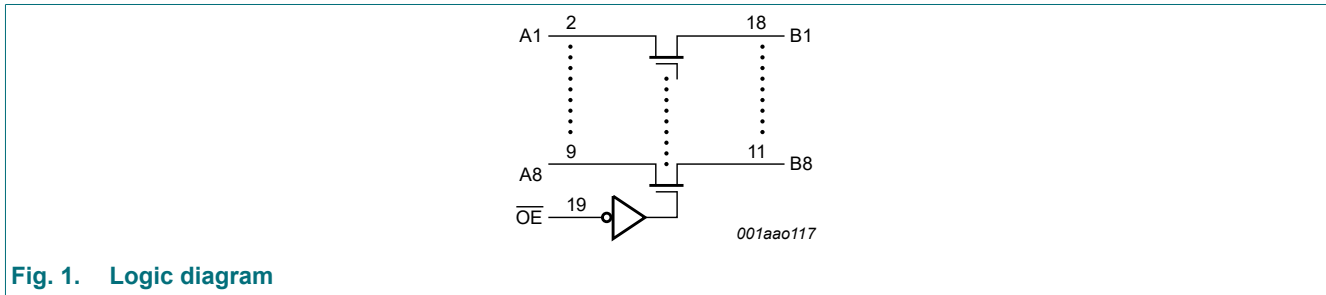 A1 2 18 B1
A8 9 11 B8
OE 19
001aao117
Fig. 1. Logic diagram